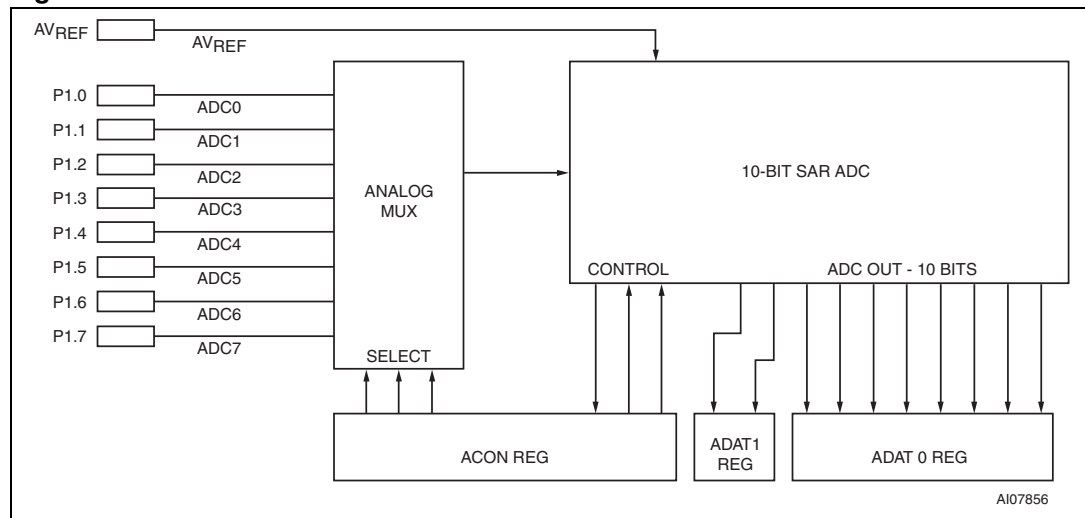 AVREF
AVREF
P1.0
ADC0
P1.1
ADC1
P1.2
ADC2
P1.3
ADC3
P1.4
ADC4
P1.5
ADC5
P1.6
ADC6
P1.7
ADC7
ANALOG
MUX
SELECT
10-BIT SAR ADC
CONTROL
ADC OUT - 10 BITS
ACON REG
ADAT1
REG
ADAT 0 REG
AI07856